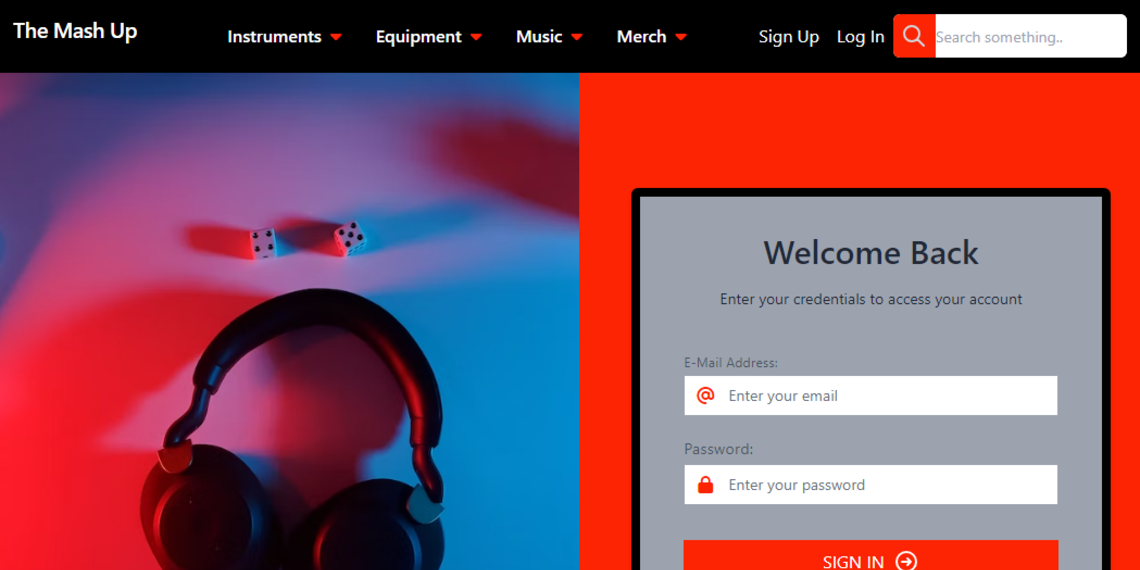 The Mash Up
Instruments Equipment Music Merch Sign Up Log In Search something..
Welcome Back
Enter your credentials to access your account
E-Mail Address:
@ Enter your email
Password:
Enter your password
SIGN IN